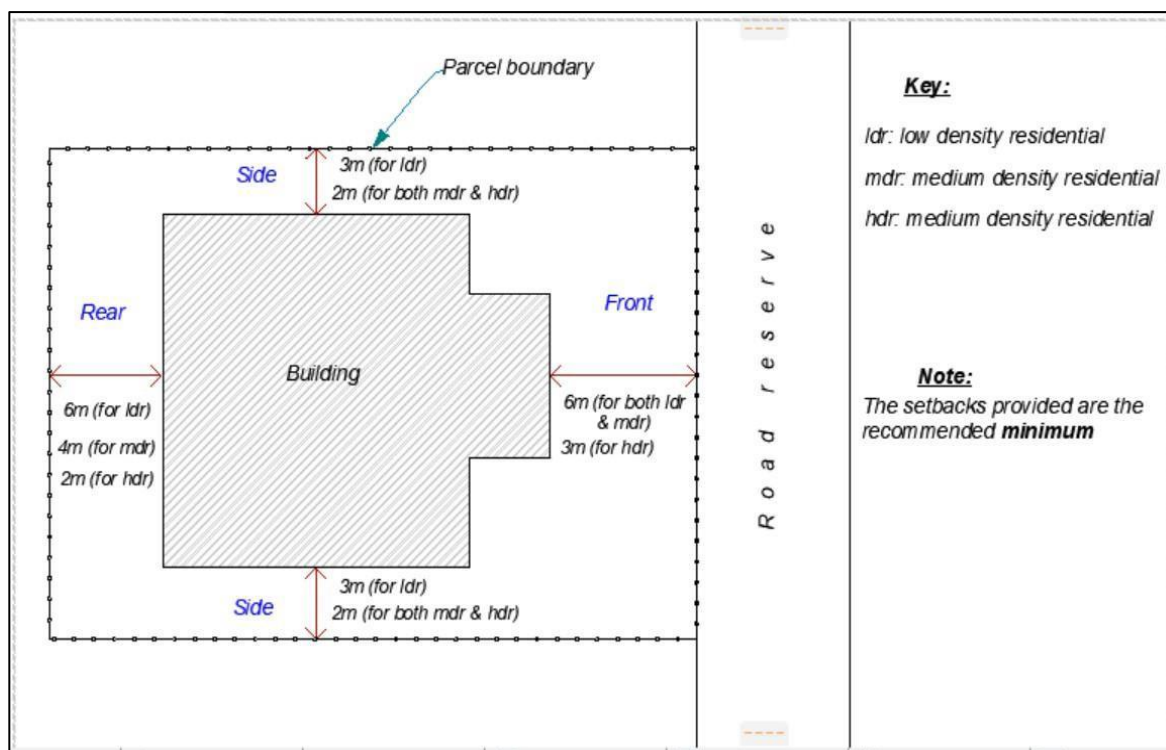 Parcel boundary
Side
3m (for ldr)
2m (for both mdr & hdr)
Rear
6m (for ldr)
4m (for mdr)
2m (for hdr)
Building
Front
6m (for both ldr
& mdr)
3m (for hdr)
Side
3m (for ldr)
2m (for both mdr & hdr)
Road reserve
Key:
ldr: low density residential
mdr: medium density residential
hdr: medium density residential
Note:
The setbacks provided are the
recommended minimum